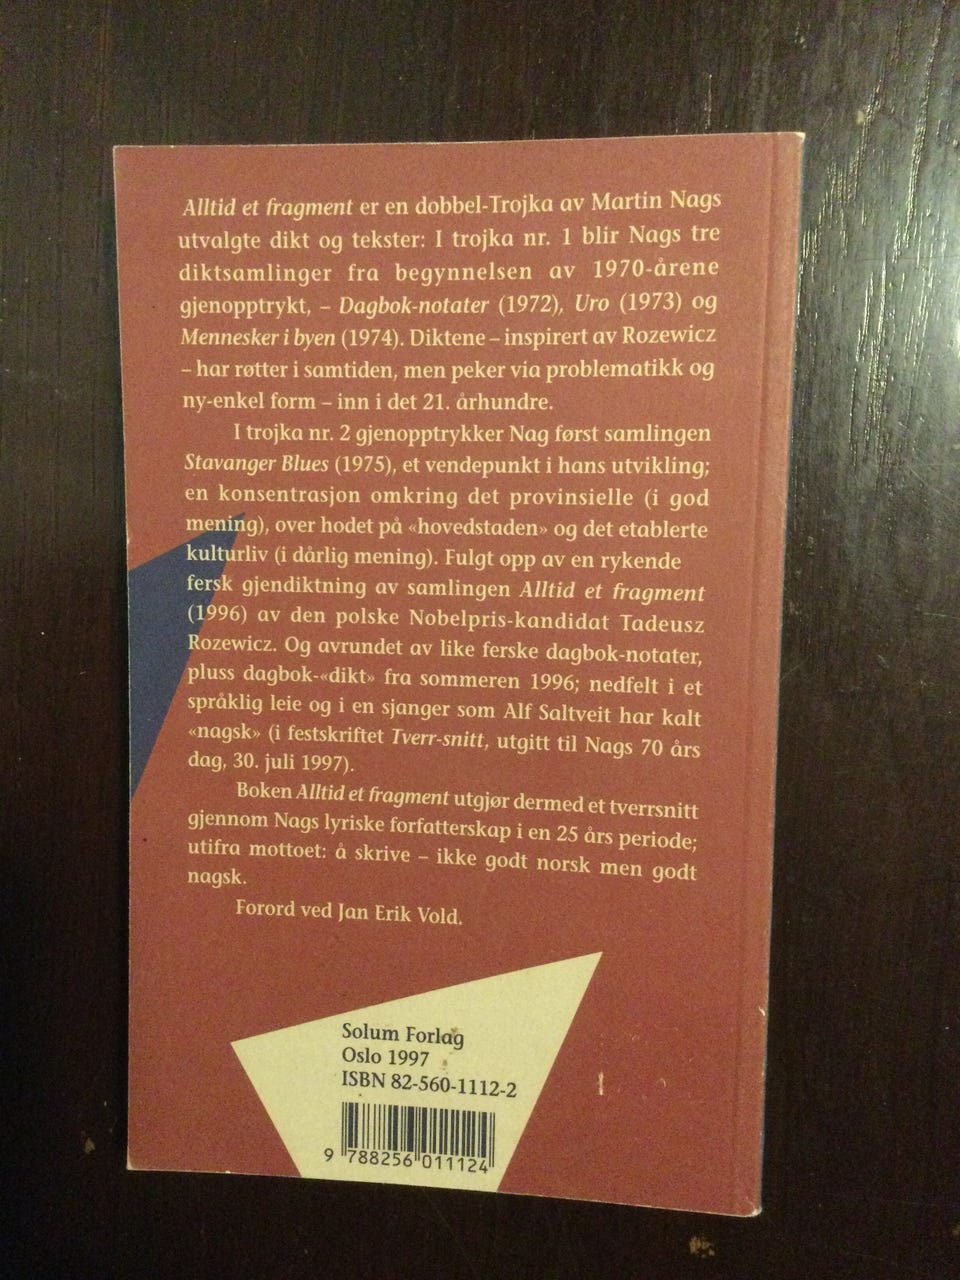 Alltid et fragment er en dobbel-Trojka av Martin Nags
utvalgte dikt og tekster: I trojka nr. 1 blir Nags tre
diktsamlinger fra begynnelsen av 1970-årene
gjenopptrykt, – Dagbok-notater (1972), Uro (1973) og
Mennesker i byen (1974). Diktene – inspirert av Rozewicz
– har røtter i samtiden, men peker via problematikk og
ny-enkel form – inn i det 21. århundre.
I trojka nr. 2 gjenopptrykker Nag først samlingen
Stavanger Blues (1975), et vendepunkt i hans utvikling;
en konsentrasjon omkring det provinsielle (i god
mening), over hodet på «hovedstaden» og det etablerte
kulturliv (i dårlig mening). Fulgt opp av en rykende
fersk gjendiktning av samlingen Alltid et fragment
(1996) av den polske Nobelpris-kandidat Tadeusz
Rozewicz. Og avrundet av like ferske dagbok-notater,
pluss dagbok-«dikt» fra sommeren 1996; nedfelt i et
språklig leie og i en sjanger som Alf Saltveit har kalt
«nagsk» (i festskriftet Tverr-snitt, utgitt til Nags 70 års
dag, 30. juli 1997).
Boken Alltid et fragment utgjør dermed et tverrsnitt
gjennom Nags lyriske forfatterskap i en 25 års periode;
utifra mottoet: å skrive – ikke godt norsk men godt
nagsk.
Forord ved Jan Erik Vold.
Solum Forlag
Oslo 1997
ISBN 82-560-1112-2
9 788256 011124